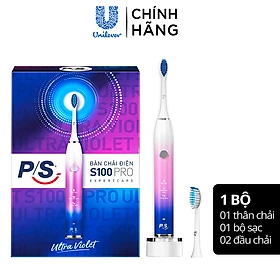 Unilever
CHÍNH
HÃNG
P/S
BÀN CHẢI ĐIỆN
S100 PRO
EXPERTCARE
Ultra Violet
P/S
1 BỘ
01 thân chải
01 bộ sạc
02 đầu chải